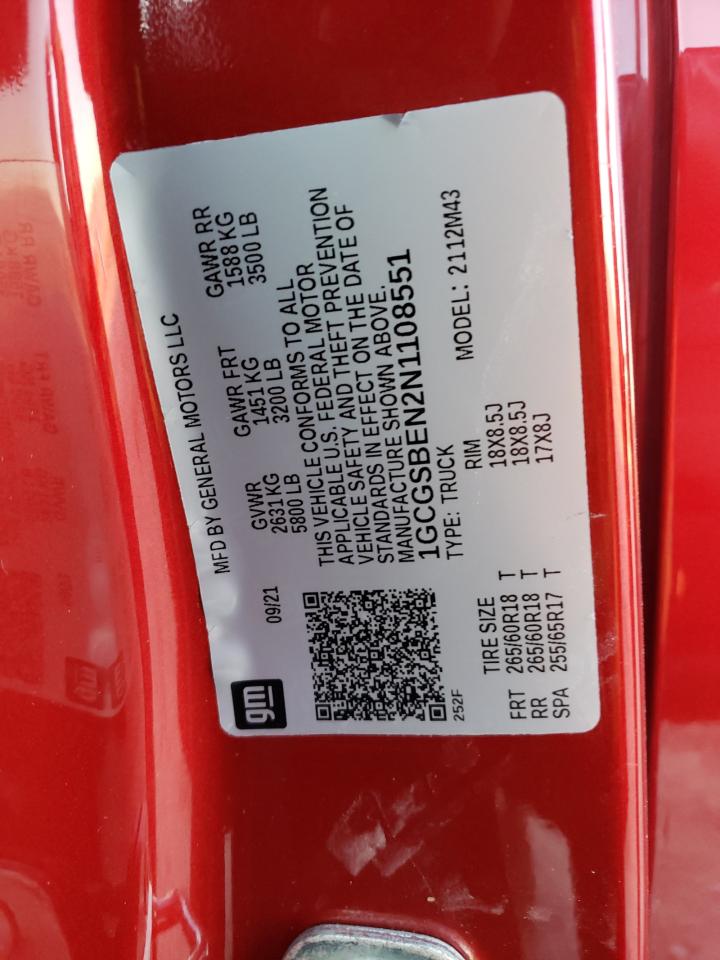 gm
MFD BY GENERAL MOTORS LLC
09/21
GVWR GAWR FRT GAWR RR
2631 KG 1451 KG 1588 KG
5800 LB 3200 LB 3500 LB
THIS VEHICLE CONFORMS TO ALL
APPLICABLE U.S. FEDERAL MOTOR
VEHICLE SAFETY AND THEFT PREVENTION
STANDARDS IN EFFECT ON THE DATE OF
MANUFACTURE SHOWN ABOVE.
1GCGSBEN2N1108551
252F
TYPE: TRUCK MODEL: 2112M43
TIRE SIZE RIM
FRT 265/60R18 T 18X8.5J
RR 265/60R18 T 18X8.5J
SPA 255/65R17 T 17X8J